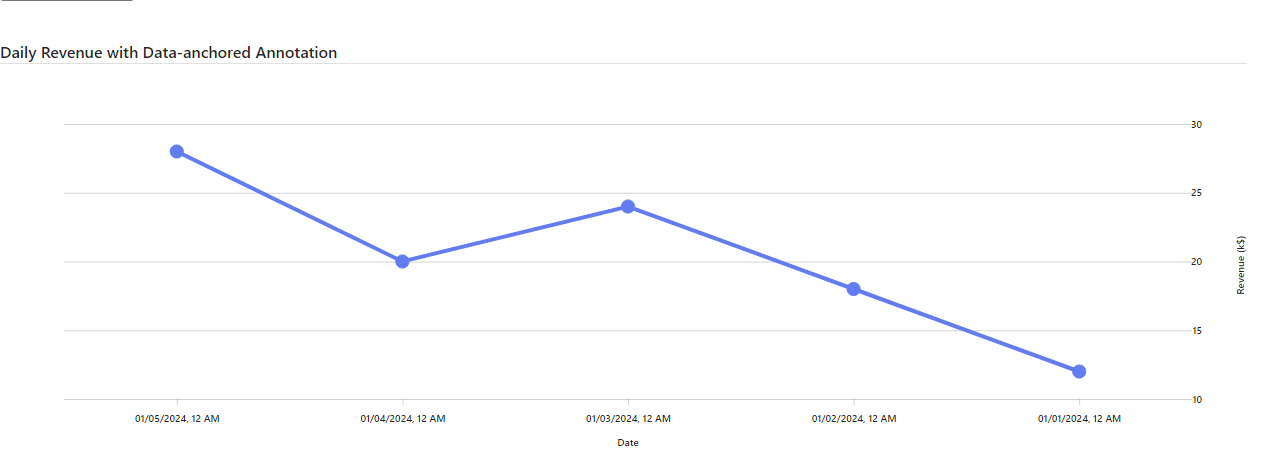 Daily Revenue with Data-anchored Annotation
30
25
20
15
10
Revenue (k$)
01/05/2024, 12 AM
01/04/2024, 12 AM
01/03/2024, 12 AM
01/02/2024, 12 AM
01/01/2024, 12 AM
Date